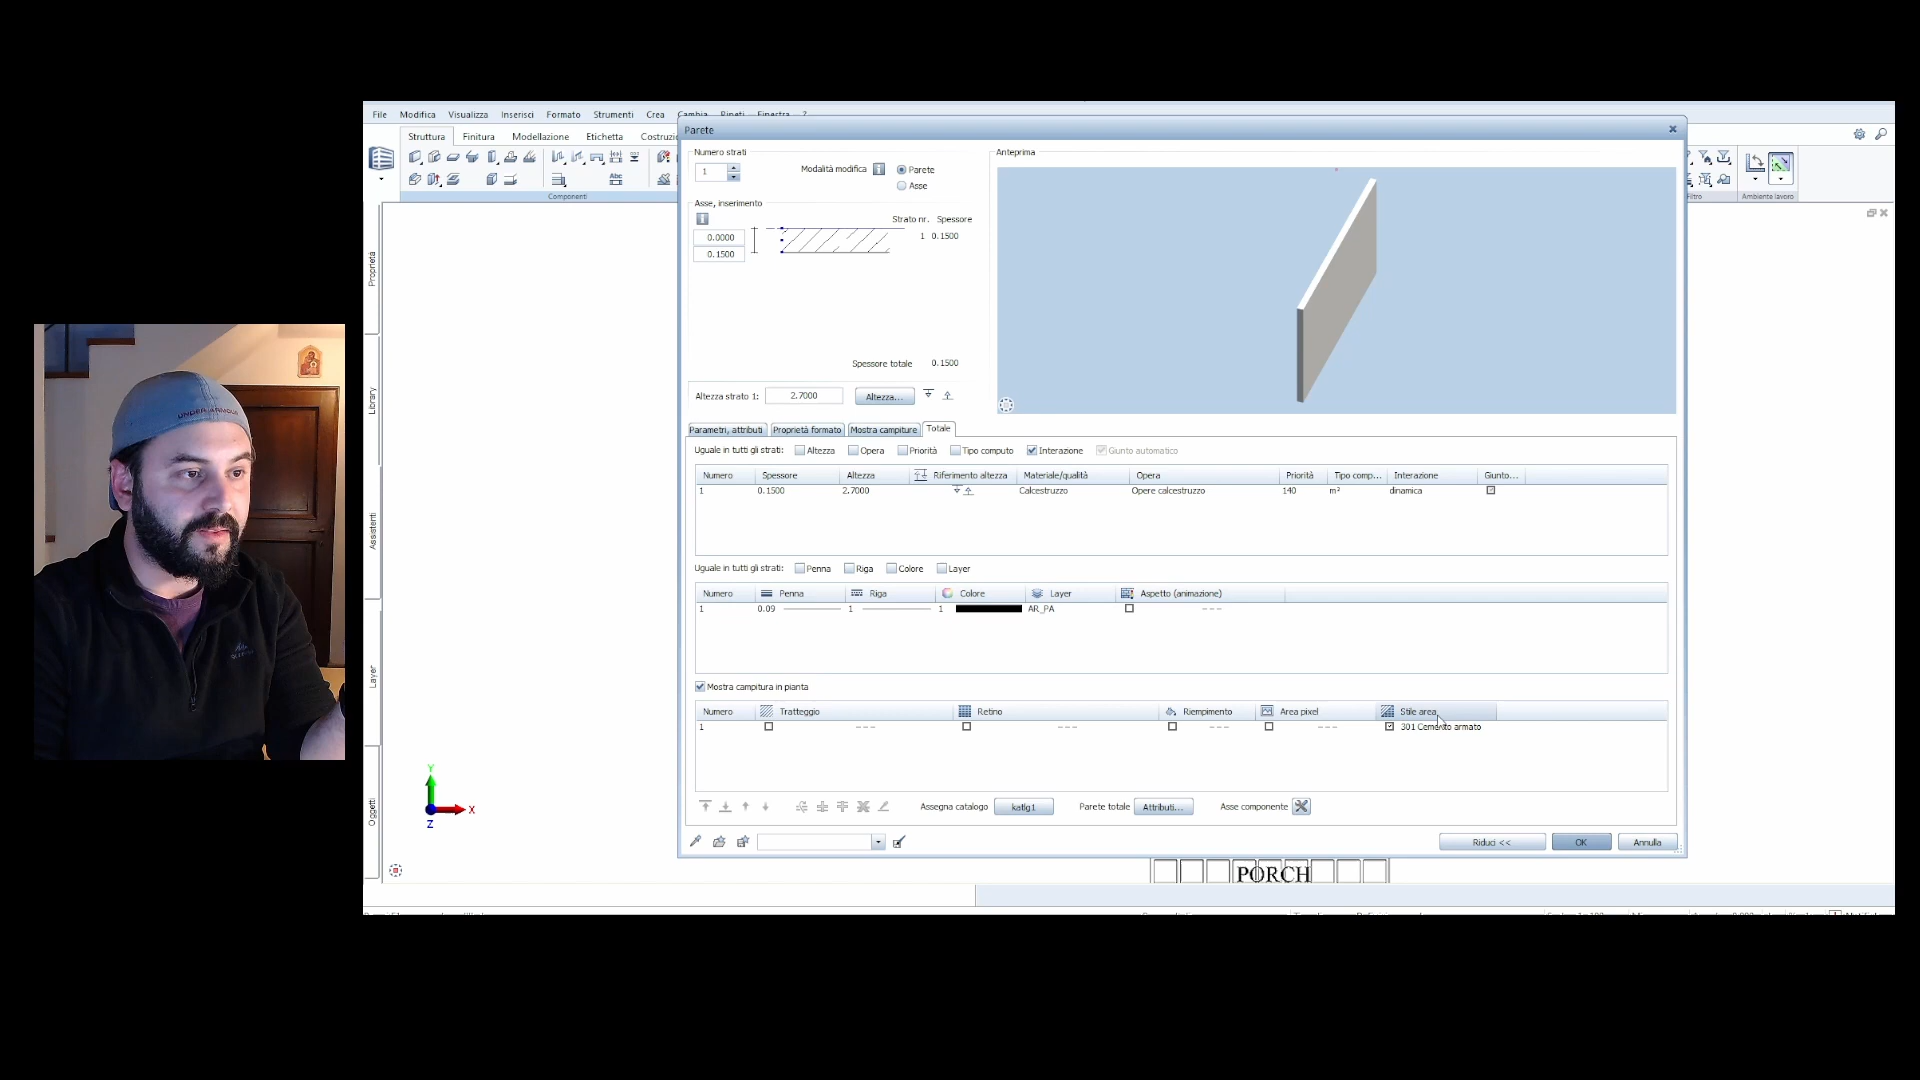 File Modifica Visualizza Inserisci Formato Strumenti Crea Cambia Ripeti Finestra ?
Struttura Finitura Modellazione Etichetta Costruzi
Componenti
Filtro Ambiente lavoro
Proprietà
Library
Assistenti
Layer
Oggetti
UNDER ARMOUR
Y
X
Z
Parete
Numero strati
1
Modalità modifica
Parete
Asse
Asse, inserimento
0.0000
0.1500
Strato nr. Spessore
1 0.1500
Spessore totale 0.1500
Altezza strato 1: 2.7000 Altezza...
Anteprima
Parametri, attributi Proprietà formato Mostra campiture Totale
Uguale in tutti gli strati: Altezza Opera Priorità Tipo computo Interazione Giunto automatico
Numero Spessore Altezza Riferimento altezza Materiale/qualità Opera Priorità Tipo comp... Interazione Giunto...
1 0.1500 2.7000 Calcestruzzo Opere calcestruzzo 140 m² dinamica
Uguale in tutti gli strati: Penna Riga Colore Layer
Numero Penna Riga Colore Layer Aspetto (animazione)
1 0.09 1 1 AR_PA
Mostra campitura in pianta
Numero Tratteggio Retino Riempimento Area pixel Stile area
1 301 Cemento armato
Assegna catalogo katlg1 Parete totale Attributi... Asse componente
Riduci << OK Annulla
PORCH